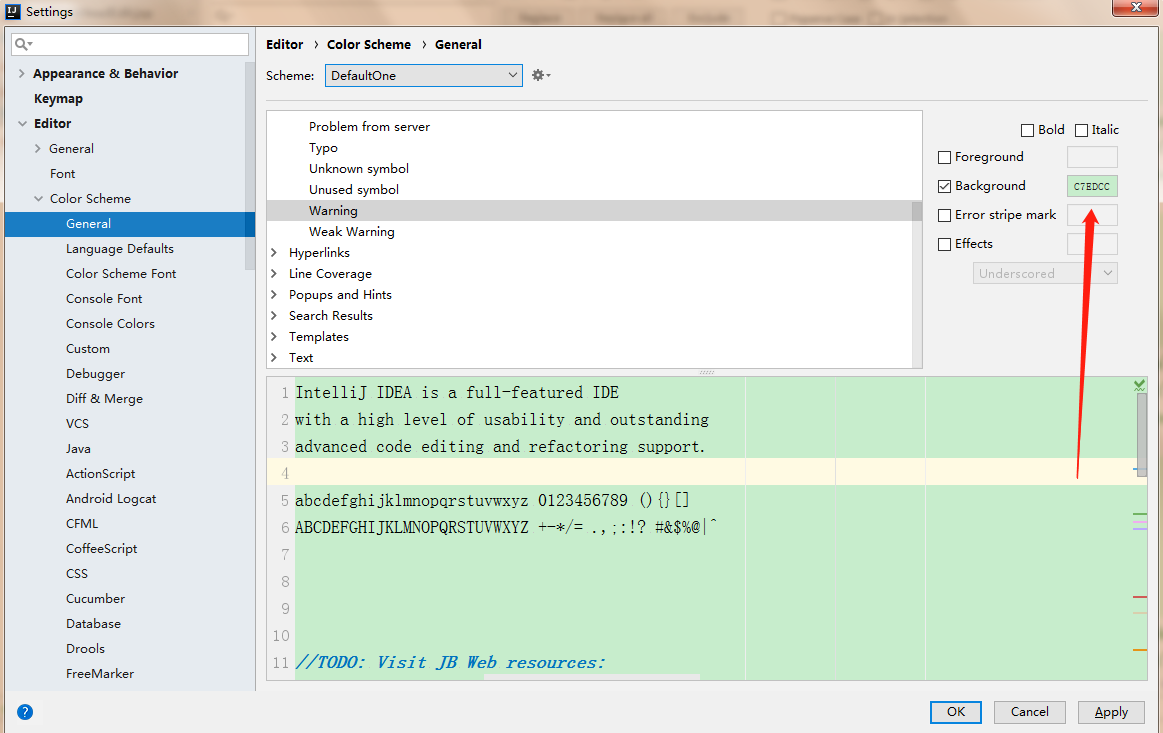 IJ Settings
Editor › Color Scheme › General
Scheme: DefaultOne
Appearance & Behavior
Keymap
Editor
General
Font
Color Scheme
General
Language Defaults
Color Scheme Font
Console Font
Console Colors
Custom
Debugger
Diff & Merge
VCS
Java
ActionScript
Android Logcat
CFML
CoffeeScript
CSS
Cucumber
Database
Drools
FreeMarker
Problem from server
Typo
Unknown symbol
Unused symbol
Warning
Weak Warning
Hyperlinks
Line Coverage
Popups and Hints
Search Results
Templates
Text
Bold Italic
Foreground
Background C7EDCC
Error stripe mark
Effects
Underscored
1 IntelliJ IDEA is a full-featured IDE
2 with a high level of usability and outstanding
3 advanced code editing and refactoring support.
4
5 abcdefghijklmnopqrstuvwxyz 0123456789 (){}[]
6 ABCDEFGHIJKLMNOPQRSTUVWXYZ +-*/= .,;:!? #&$%@|^
7
8
9
10
11 //TODO: Visit JB Web resources:
? OK Cancel Apply